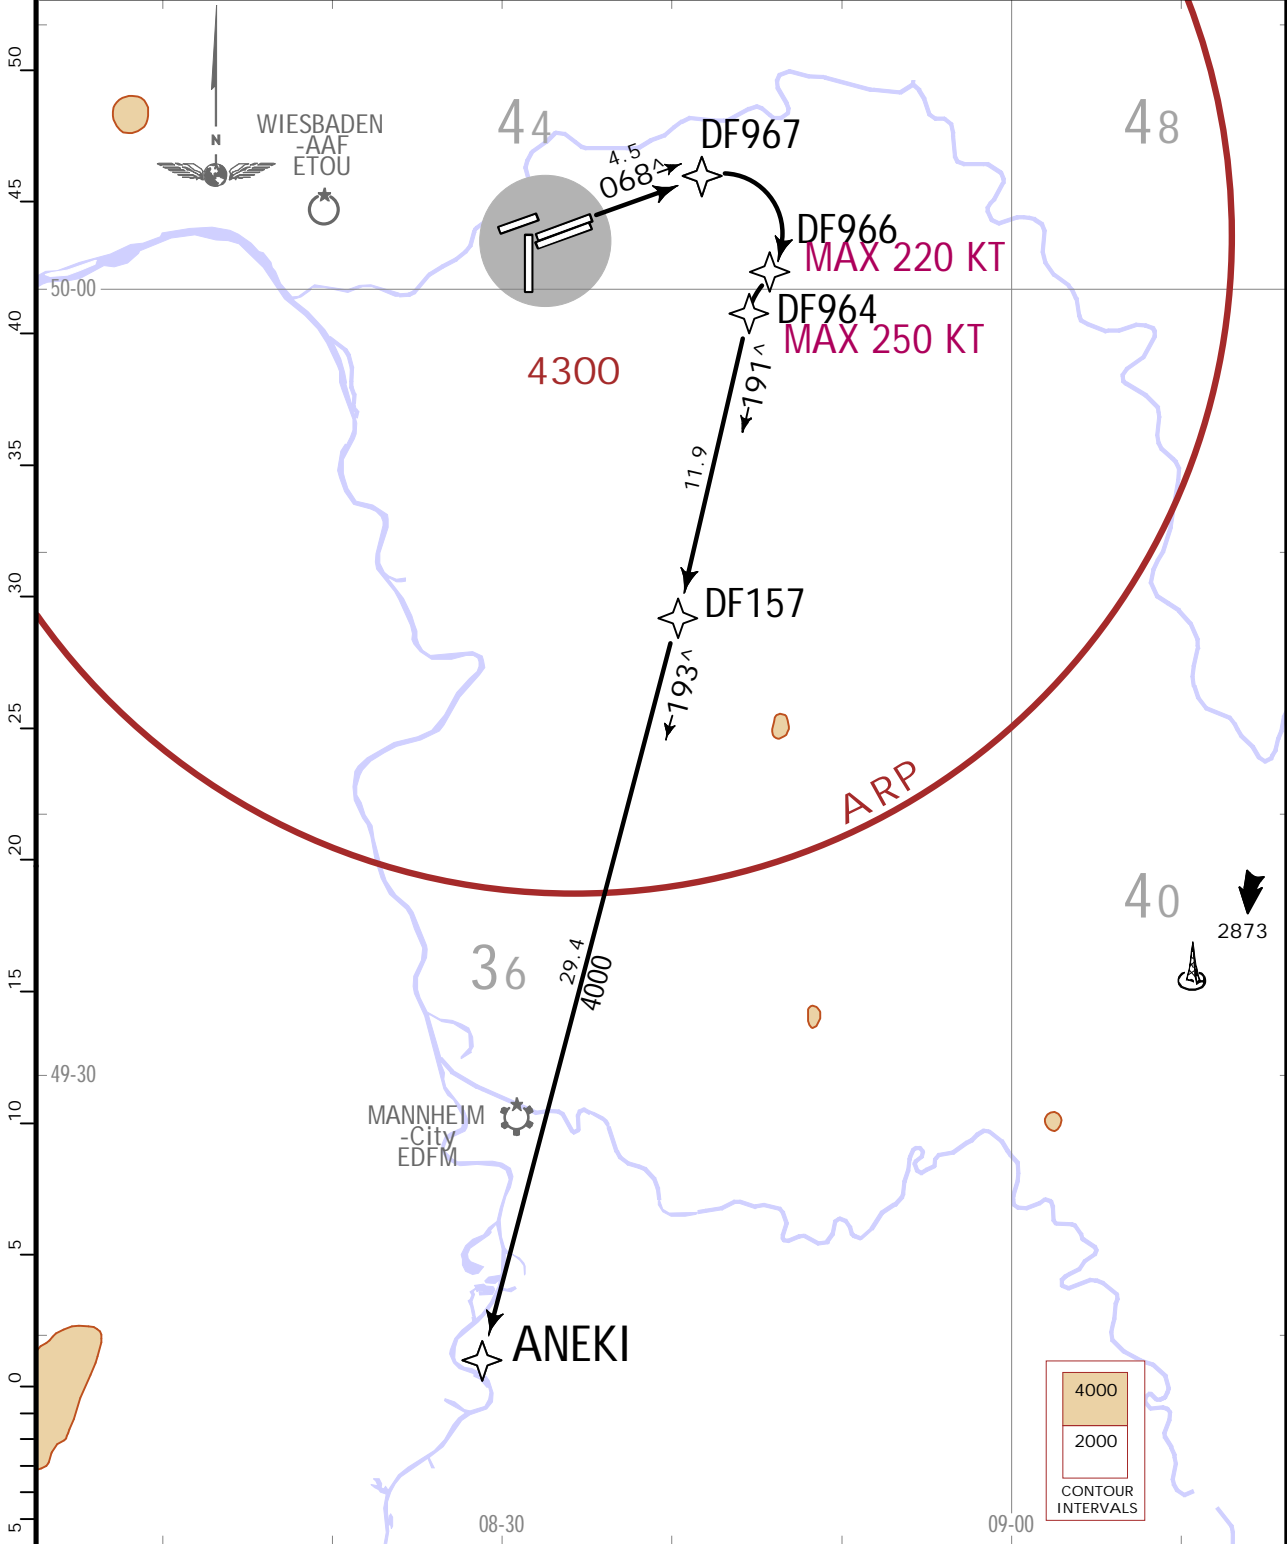 50
45
40
35
30
25
20
15
10
5
0
5
N
WIESBADEN
-AAF
ETOU
44
48
DF967
4.5
068^
DF966
MAX 220 KT
50-00
DF964
MAX 250 KT
4300
191^
11.9
DF157
193^
ARP
40
2873
36
29.4
4000
49-30
MANNHEIM
-City
EDFM
ANEKI
4000
2000
CONTOUR
INTERVALS
08-30
09-00